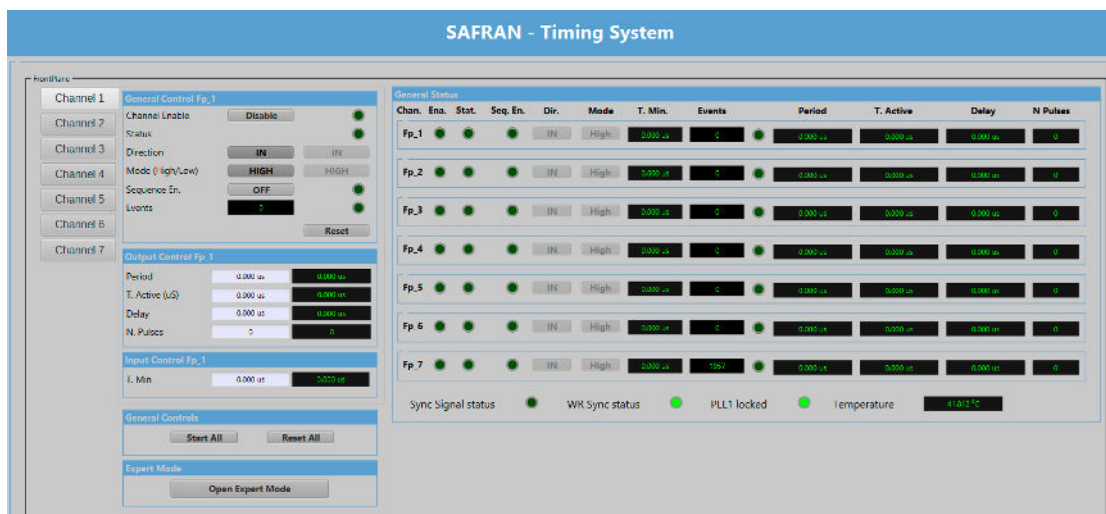 SAFRAN - Timing System
FrontPlane
Channel 1
Channel 2
Channel 3
Channel 4
Channel 5
Channel 6
Channel 7
General Control Fp_1
Channel Enable Disable
Status
Direction IN IN
Mode (High/Low) HIGH HIGH
Sequence En. OFF
Events 0
Reset
Output Control Fp_1
Period 0.000 us 0.000 us
T. Active (uS) 0.000 us 0.000 us
Delay 0.000 us 0.000 us
N. Pulses 0 0
Input Control Fp_1
T. Min 0.000 us 0.000 us
General Controls
Start All Reset All
Expert Mode
Open Expert Mode
General Status
Chan. Ena. Stat. Seq. En. Dir. Mode T. Min. Events Period T. Active Delay N Pulses
Fp_1 IN High 0.000 us 0 0.000 us 0.000 us 0.000 us 0
Fp_2 IN High 0.000 us 0 0.000 us 0.000 us 0.000 us 0
Fp_3 IN High 0.000 us 0 0.000 us 0.000 us 0.000 us 0
Fp_4 IN High 0.000 us 0 0.000 us 0.000 us 0.000 us 0
Fp_5 IN High 0.000 us 0 0.000 us 0.000 us 0.000 us 0
Fp_6 IN High 0.000 us 0 0.000 us 0.000 us 0.000 us 0
Fp_7 IN High 0.000 us 1957 0.000 us 0.000 us 0.000 us 0
Sync Signal status WR Sync status PLL1 locked Temperature 41.812 ºC